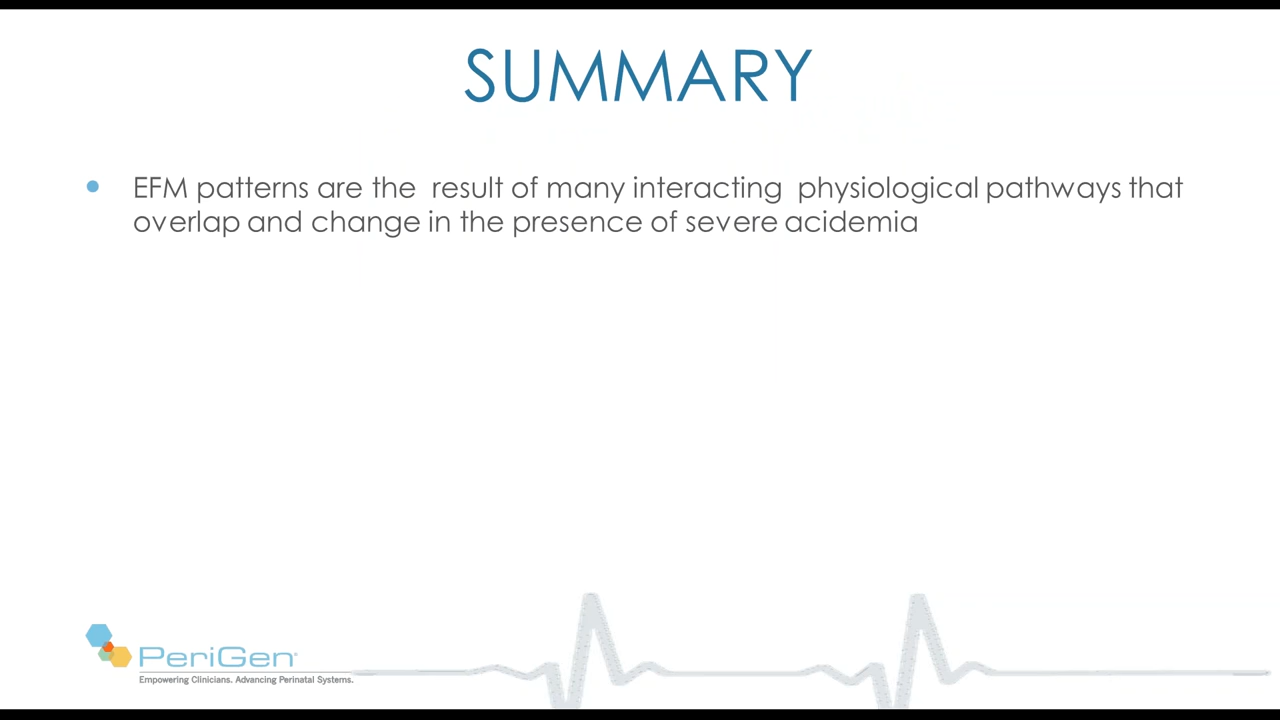 SUMMARY
• EFM patterns are the result of many interacting physiological pathways that
overlap and change in the presence of severe acidemia
PeriGen®
Empowering Clinicians. Advancing Perinatal Systems.